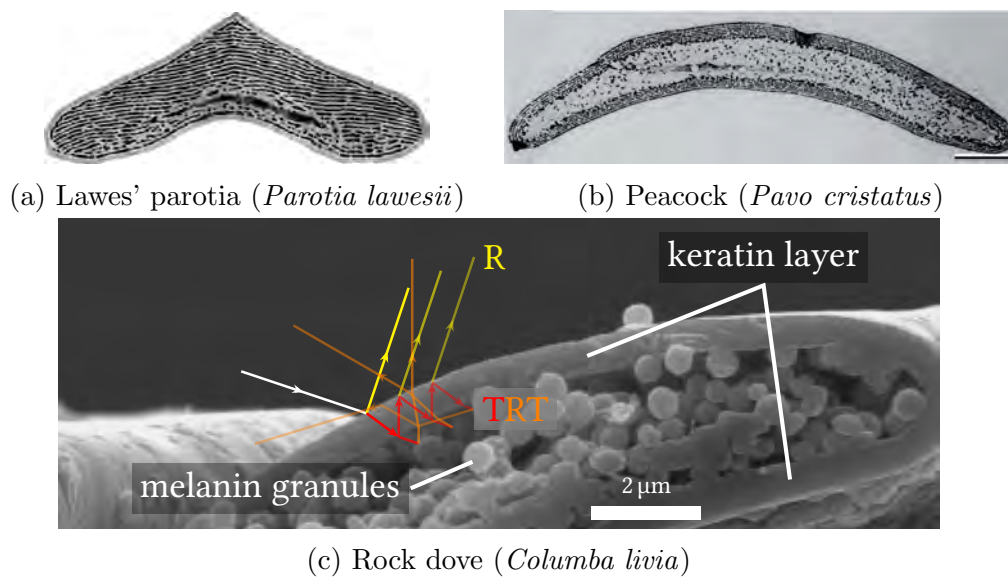 (a) Lawes’ parotia (Parotia lawesii)
(b) Peacock (Pavo cristatus)
R
keratin layer
TRT
melanin granules
2 µm
(c) Rock dove (Columba livia)